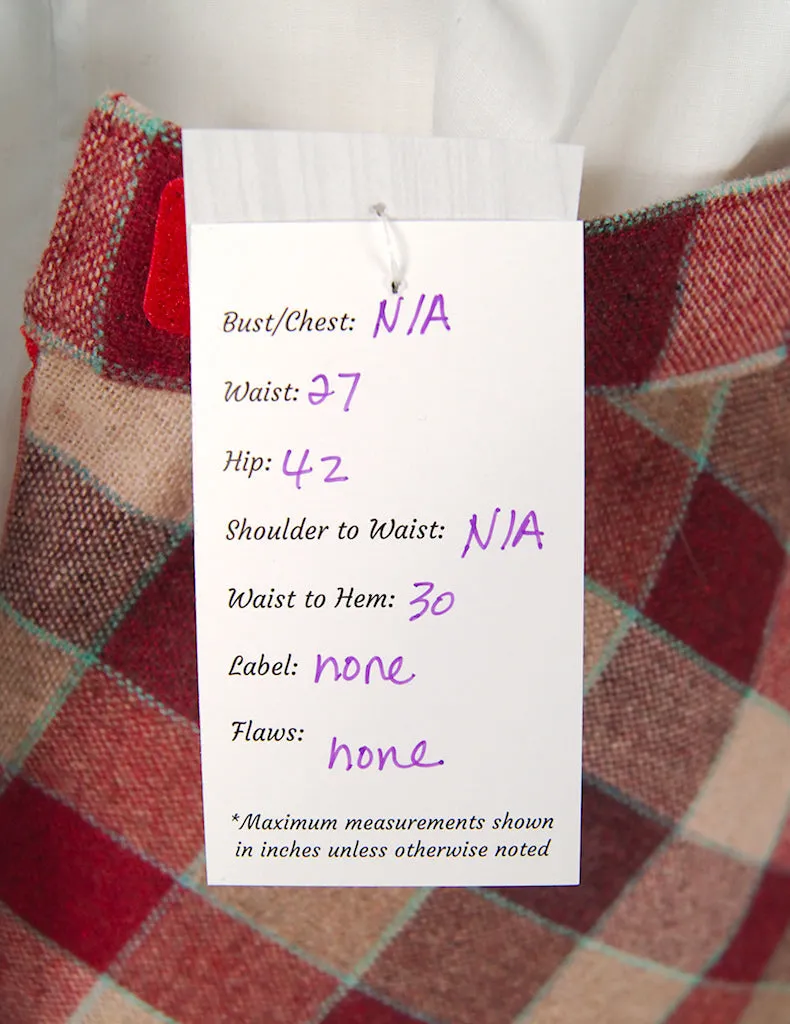 Bust/Chest: N/A
Waist: 27
Hip: 42
Shoulder to Waist: N/A
Waist to Hem: 30
Label: none
Flaws: none
*Maximum measurements shown
in inches unless otherwise noted